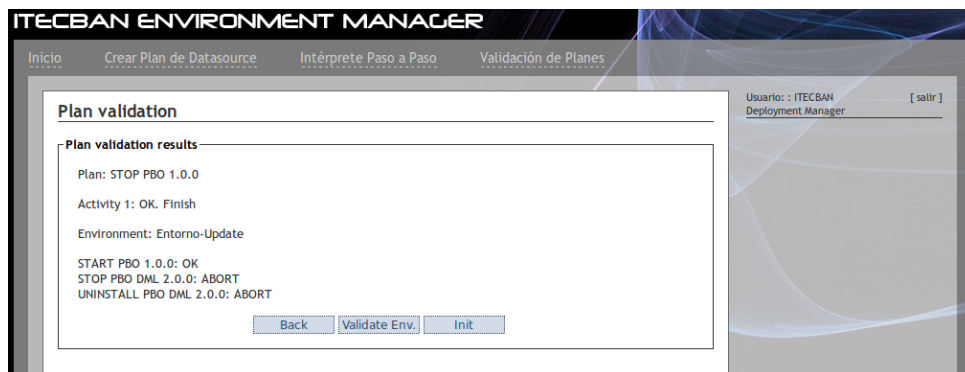 ITECBAN ENVIRONMENT MANAGER
Inicio Crear Plan de Datasource Intérprete Paso a Paso Validación de Planes
Usuario: : ITECBAN [ salir ]
Deployment Manager
Plan validation
Plan validation results
Plan: STOP PBO 1.0.0
Activity 1: OK. Finish
Environment: Entorno-Update
START PBO 1.0.0: OK
STOP PBO DML 2.0.0: ABORT
UNINSTALL PBO DML 2.0.0: ABORT
Back Validate Env. Init